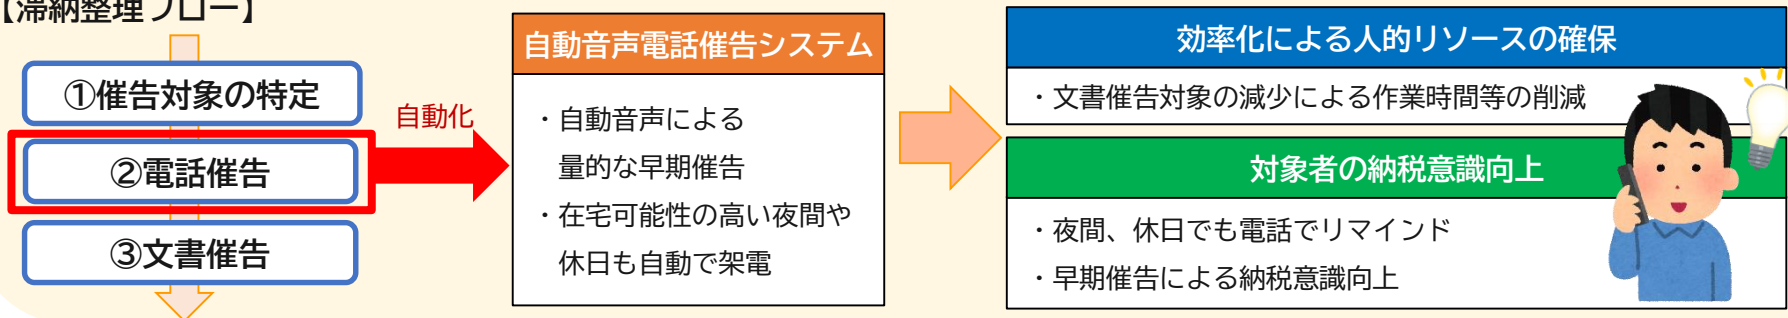 【滞納整理フロー】
①催告対象の特定
②電話催告
③文書催告
自動化
自動音声電話催告システム
・自動音声による
量的な早期催告
・在宅可能性の高い夜間や
休日も自動で架電
効率化による人的リソースの確保
・文書催告対象の減少による作業時間等の削減
対象者の納税意識向上
・夜間、休日でも電話でリマインド
・早期催告による納税意識向上